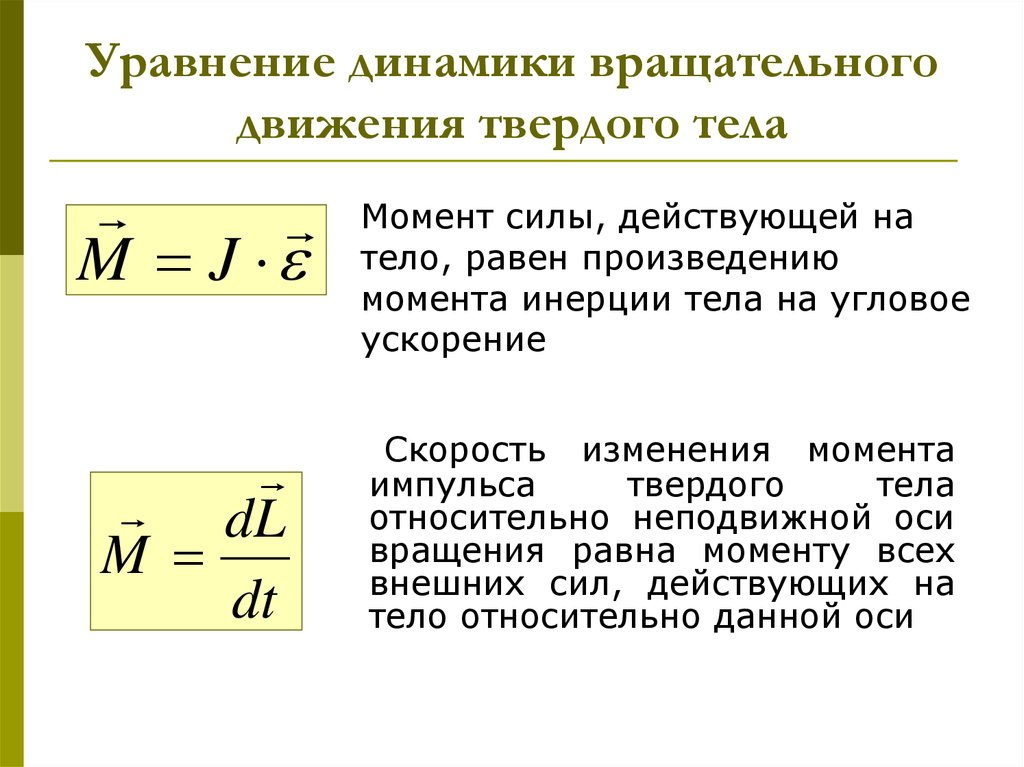 Уравнение динамики вращательного
движения твердого тела
M⃗ = J · ε⃗
Момент силы, действующей на
тело, равен произведению
момента инерции тела на угловое
ускорение
M⃗ = dL⃗ / dt
Скорость изменения момента
импульса твердого тела
относительно неподвижной оси
вращения равна моменту всех
внешних сил, действующих на
тело относительно данной оси